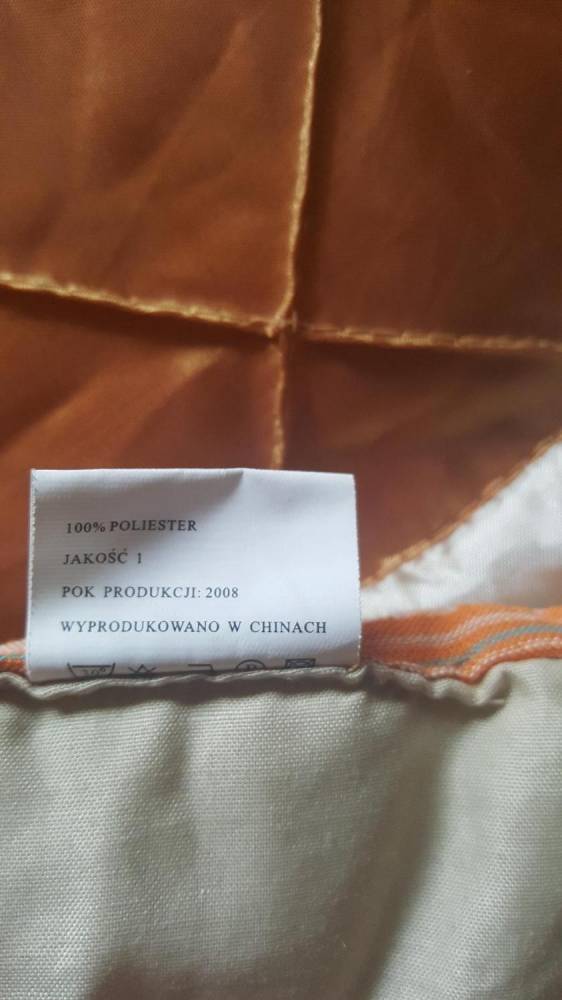 100% POLIESTER
JAKOŚĆ 1
POK PRODUKCJI: 2008
WYPRODUKOWANO W CHINACH